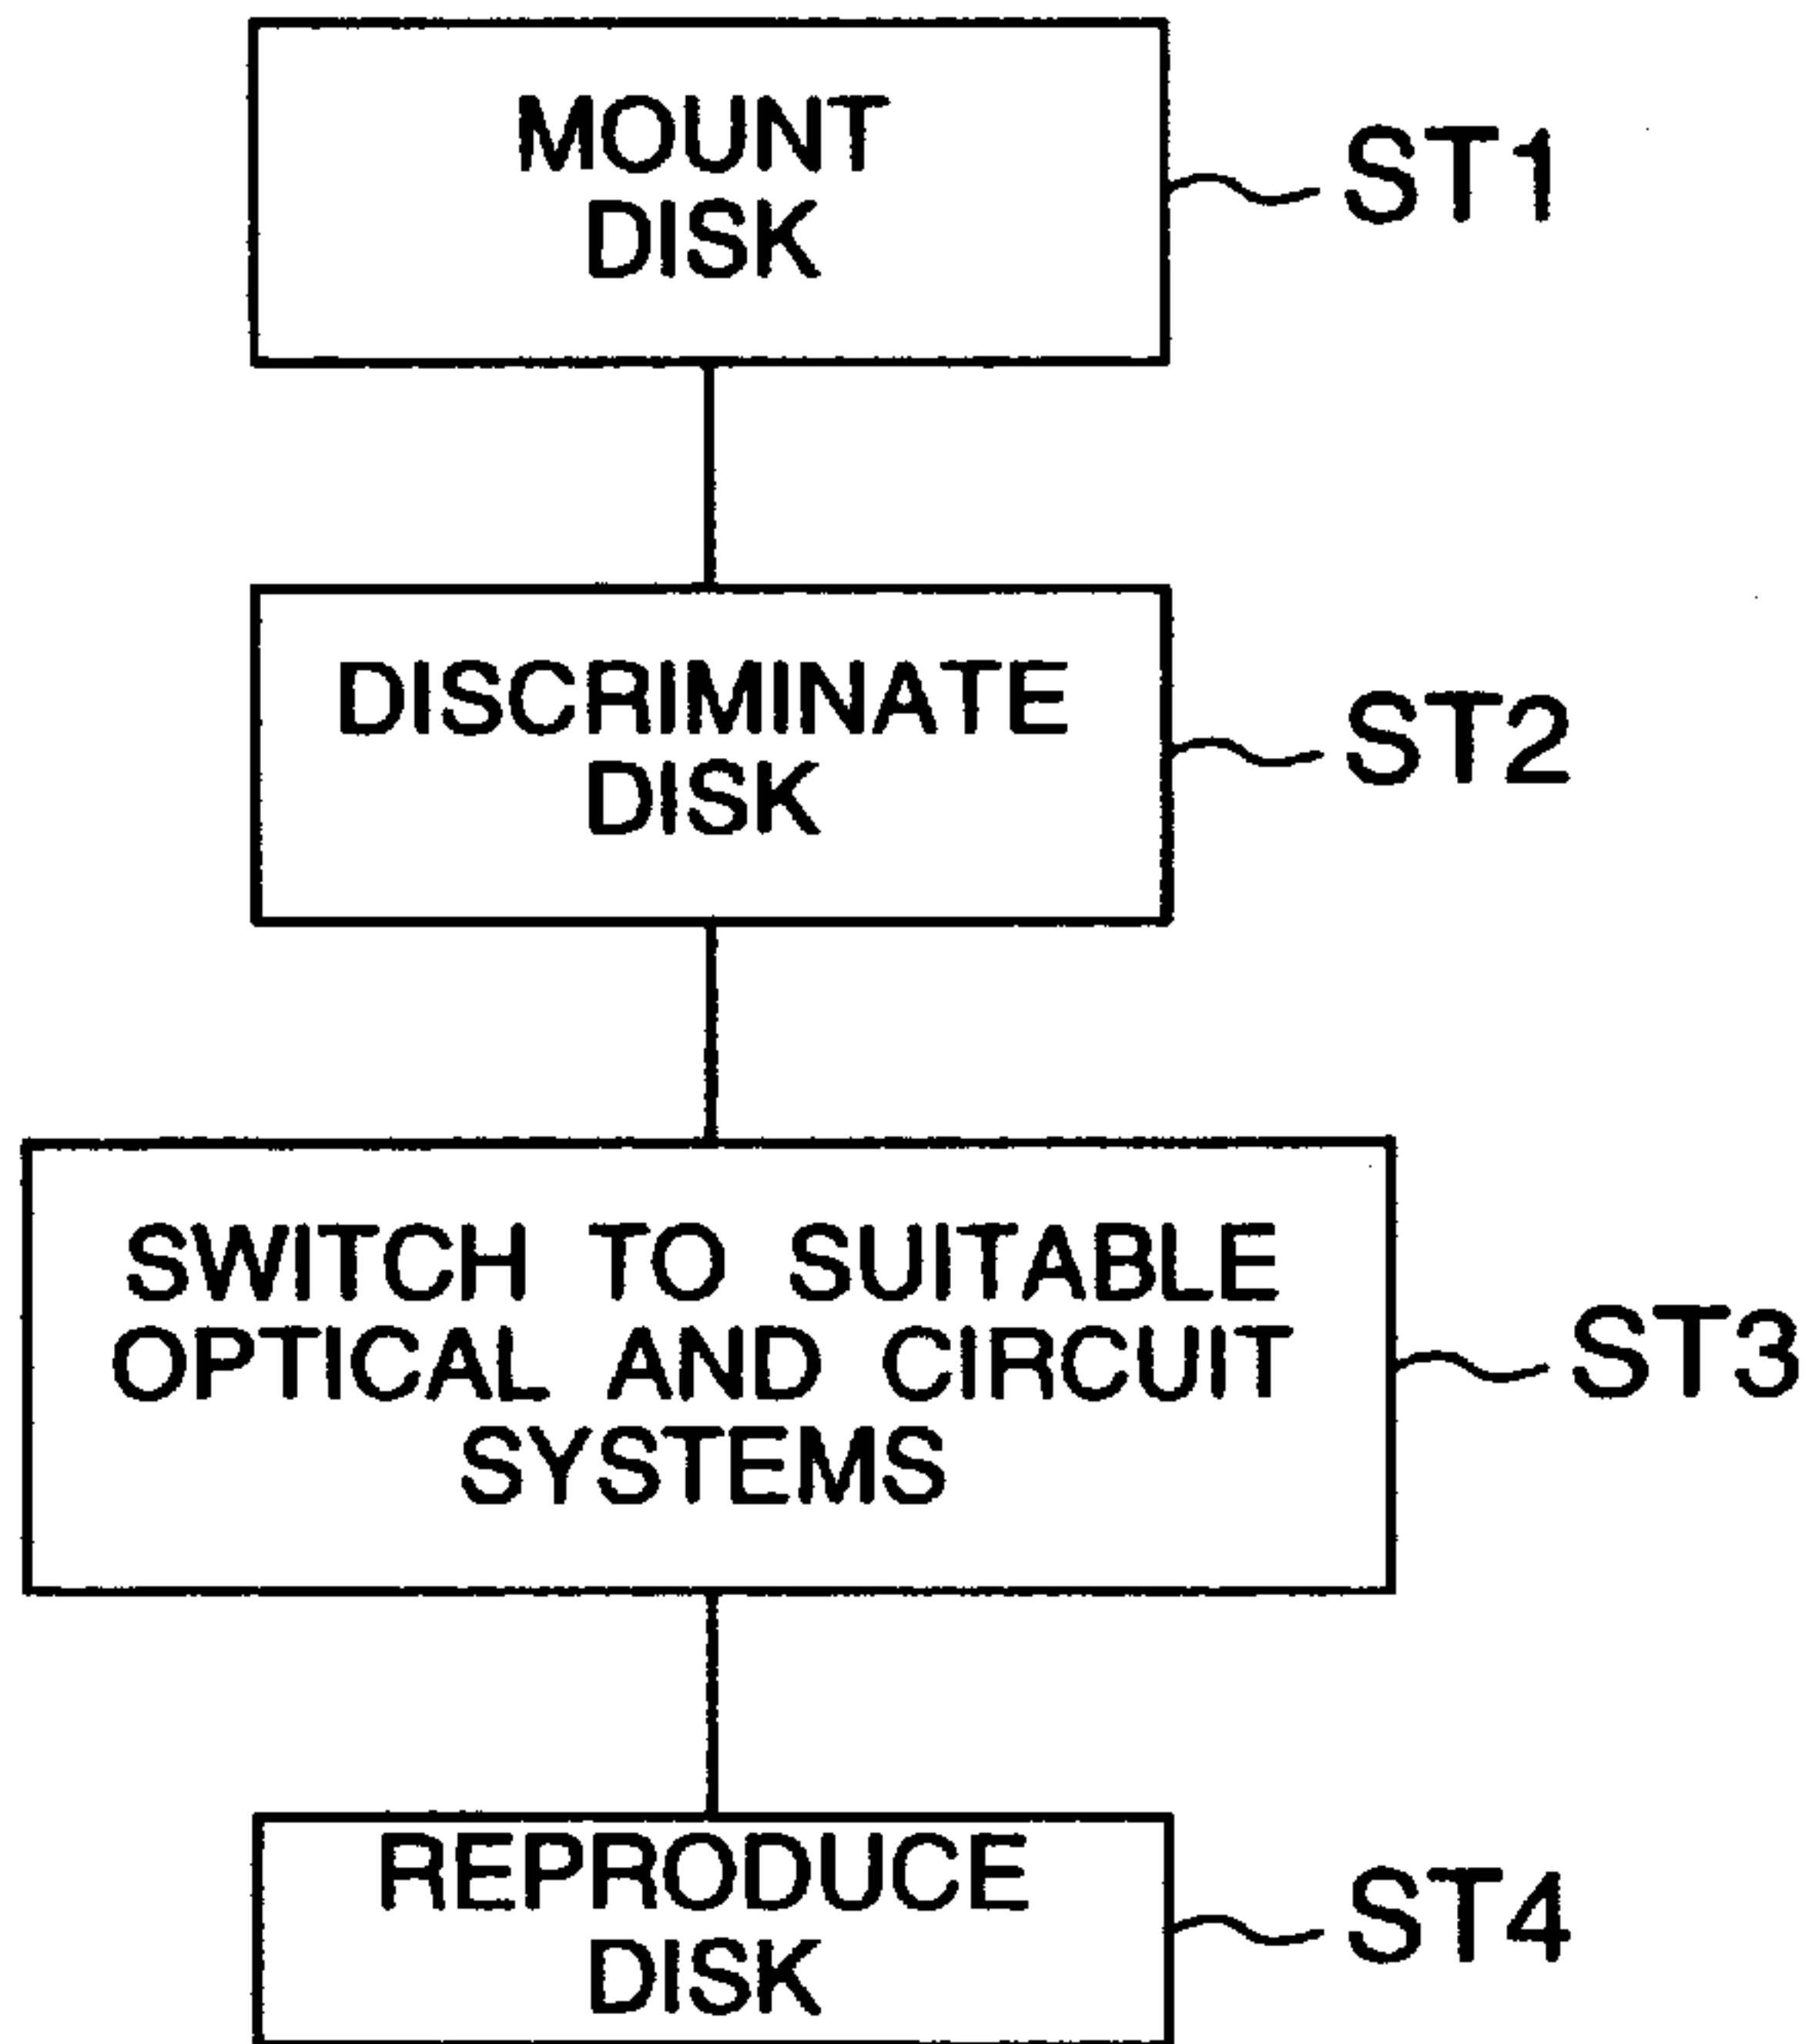 MOUNT
DISK
ST1
DISCRIMINATE
DISK
ST2
SWITCH TO SUITABLE
OPTICAL AND CIRCUIT
SYSTEMS
ST3
REPRODUCE
DISK
ST4